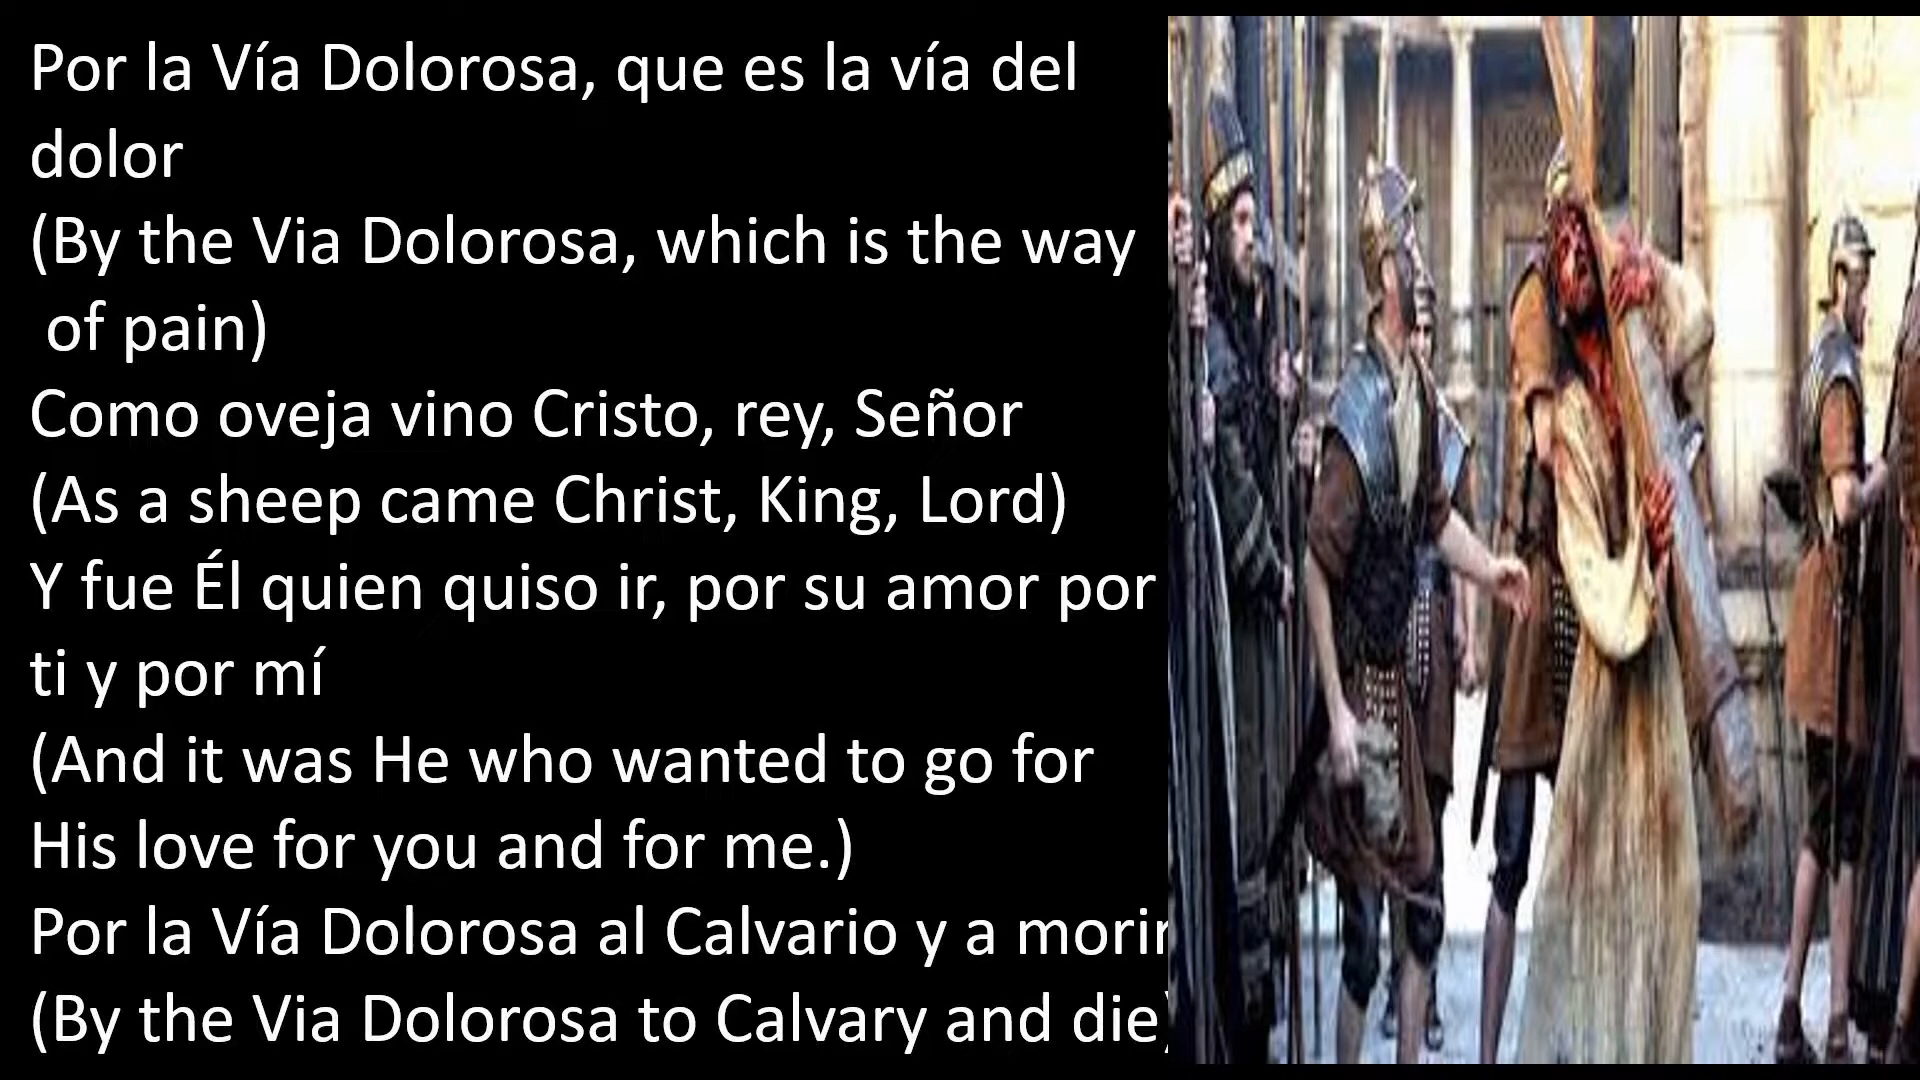 Por la Vía Dolorosa, que es la vía del
dolor
(By the Via Dolorosa, which is the way
of pain)
Como oveja vino Cristo, rey, Señor
(As a sheep came Christ, King, Lord)
Y fue Él quien quiso ir, por su amor por
ti y por mí
(And it was He who wanted to go for
His love for you and for me.)
Por la Vía Dolorosa al Calvario y a morir
(By the Via Dolorosa to Calvary and die)